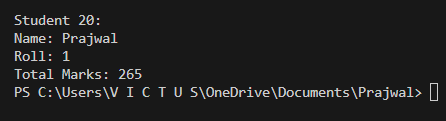 Student 20:
Name: Prajwal
Roll: 1
Total Marks: 265
PS C:\Users\V I C T U S\OneDrive\Documents\Prajwal>